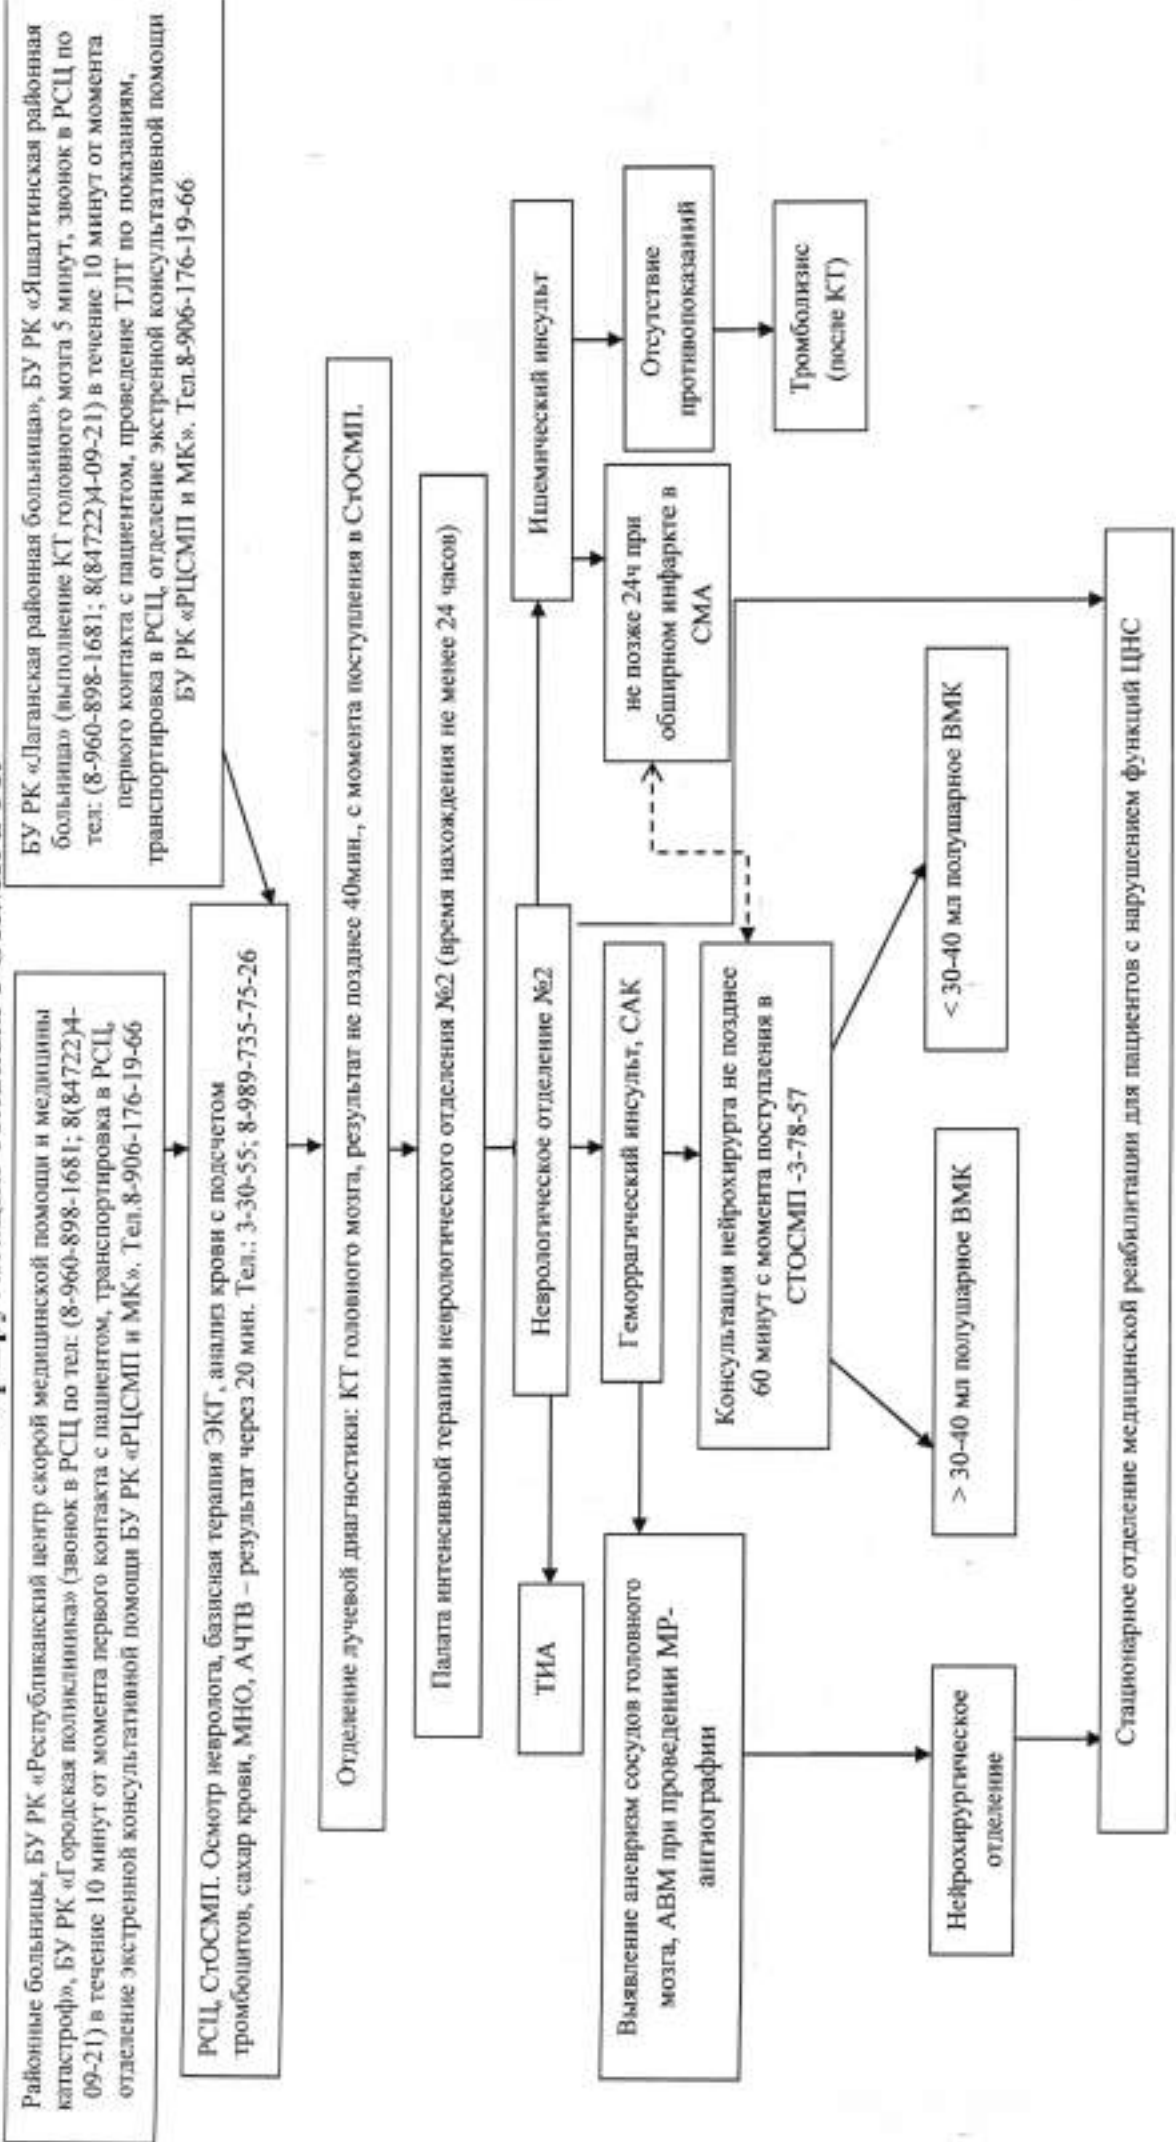 Районные больницы, БУ РК «Республиканский центр скорой медицинской помощи и медицины
катастроф», БУ РК «Городская поликлиника» (звонок в РСЦ по тел: (8-960-898-1681; 8(84722)4-
09-21) в течение 10 минут от момента первого контакта с пациентом, транспортировка в РСЦ,
отделение экстренной консультативной помощи БУ РК «РЦСМП и МК». Тел.8-906-176-19-66
БУ РК «Лаганская районная больница», БУ РК «Яшалтинская районная
больница» (выполнение КТ головного мозга 5 минут, звонок в РСЦ по
тел: (8-960-898-1681; 8(84722)4-09-21) в течение 10 минут от момента
первого контакта с пациентом, проведение ТЛТ по показаниям,
транспортировка в РСЦ, отделение экстренной консультативной помощи
БУ РК «РЦСМП и МК». Тел.8-906-176-19-66
РСЦ, СтОСМП. Осмотр невролога, базисная терапия ЭКГ, анализ крови с подсчетом
тромбоцитов, сахар крови, МНО, АЧТВ – результат через 20 мин. Тел.: 3-30-55; 8-989-735-75-26
Отделение лучевой диагностики: КТ головного мозга, результат не позднее 40мин., с момента поступления в СтОСМП.
Палата интенсивной терапии неврологического отделения №2 (время нахождения не менее 24 часов)
ТИА
Неврологическое отделение №2
Ишемический инсульт
Выявление аневризм сосудов головного
мозга, АВМ при проведении МР-
ангиографии
Геморрагический инсульт, САК
не позже 24ч при
обширном инфаркте в
СМА
Отсутствие
противопоказаний
Консультация нейрохирурга не позднее
60 минут с момента поступления в
СТОСМП -3-78-57
Тромболизис
(после КТ)
Нейрохирургическое
отделение
> 30-40 мл полушарное ВМК
< 30-40 мл полушарное ВМК
Стационарное отделение медицинской реабилитации для пациентов с нарушением функций ЦНС